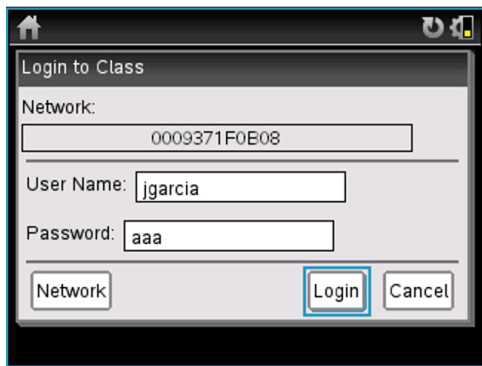 Login to Class
Network:
0009371F0B08
User Name: jgarcia
Password: aaa
Network Login Cancel